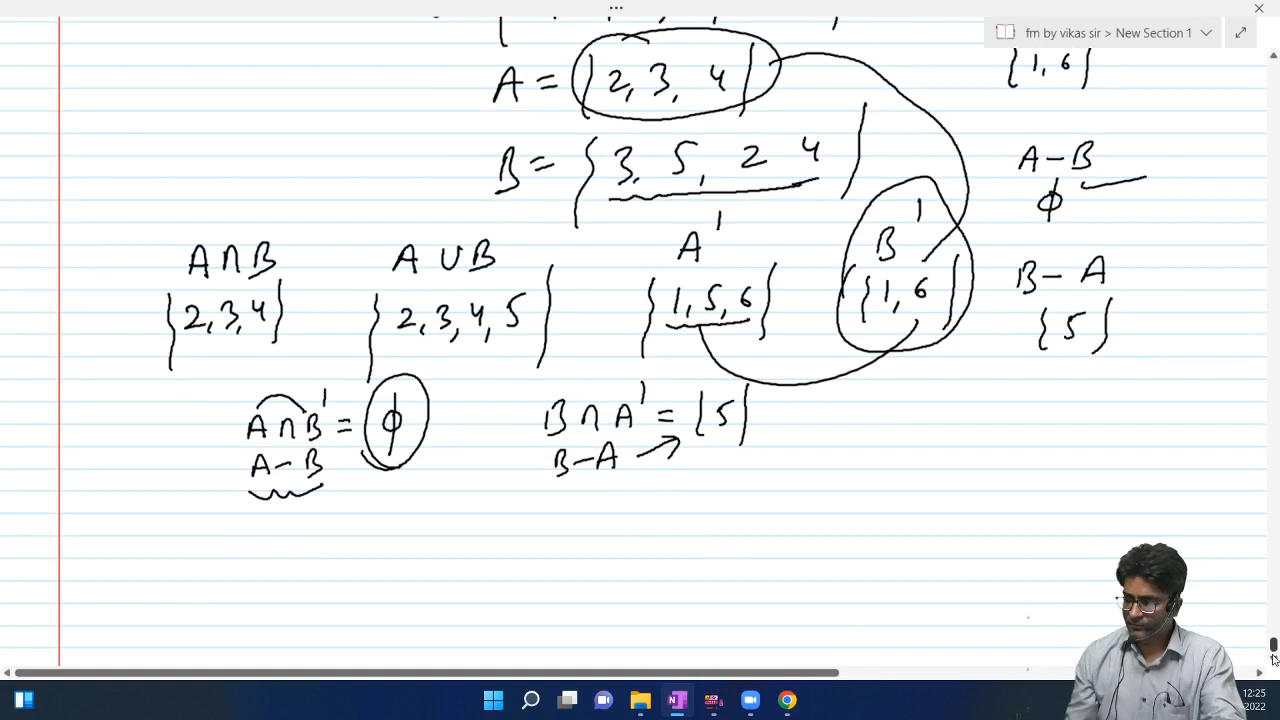 ...
fm by vikas sir > New Section 1
{1, 6}
A = {2, 3, 4}
B = {3, 5, 2 4}
A - B
ϕ
A ∩ B
A ∪ B
A'
B'
B - A
{2, 3, 4}
{2, 3, 4, 5}
{1, 5, 6}
{1, 6}
{5}
A ∩ B' = ϕ
B ∩ A' = {5}
A - B
B - A →
12:25
2022